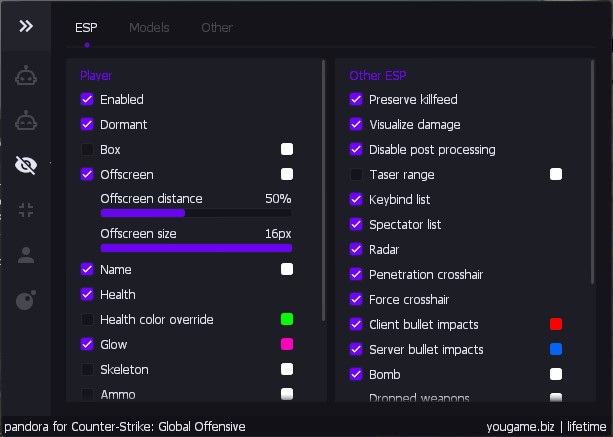 ESP Models Other
Player
Enabled
Dormant
Box
Offscreen
Offscreen distance 50%
Offscreen size 16px
Name
Health
Health color override
Glow
Skeleton
Ammo
Other ESP
Preserve killfeed
Visualize damage
Disable post processing
Taser range
Keybind list
Spectator list
Radar
Penetration crosshair
Force crosshair
Client bullet impacts
Server bullet impacts
Bomb
Dropped weapons
pandora for Counter-Strike: Global Offensive
yougame.biz | lifetime